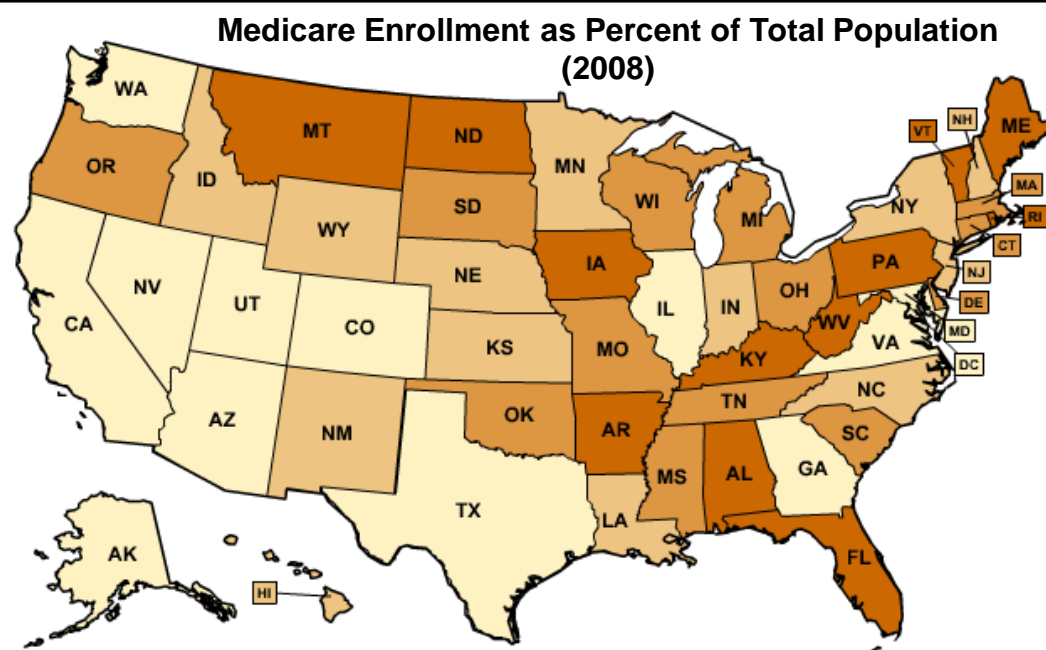 Medicare Enrollment as Percent of Total Population
(2008)
WA
MT
ND
MN
VT
NH
ME
OR
ID
SD
WI
MI
NY
MA
RI
WY
CT
IA
PA
NE
NJ
NV
UT
CO
IL
IN
OH
DE
CA
WV
MD
KS
MO
KY
VA
DC
AZ
NM
OK
AR
TN
NC
SC
MS
AL
GA
TX
LA
AK
FL
HI